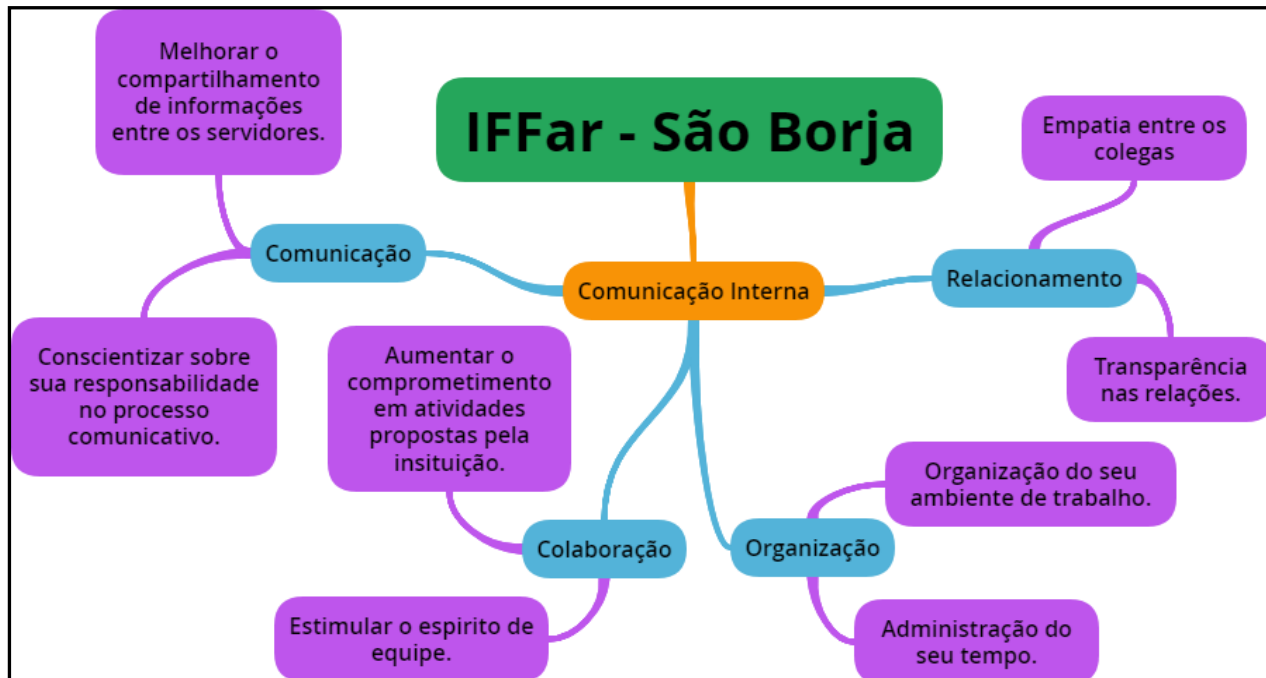 IFFar - São Borja
Comunicação Interna
Comunicação
Melhorar o
compartilhamento
de informações
entre os servidores.
Conscientizar sobre
sua responsabilidade
no processo
comunicativo.
Relacionamento
Empatia entre os
colegas
Transparência
nas relações.
Colaboração
Aumentar o
comprometimento
em atividades
propostas pela
insituição.
Estimular o espirito de
equipe.
Organização
Organização do seu
ambiente de trabalho.
Administração do
seu tempo.